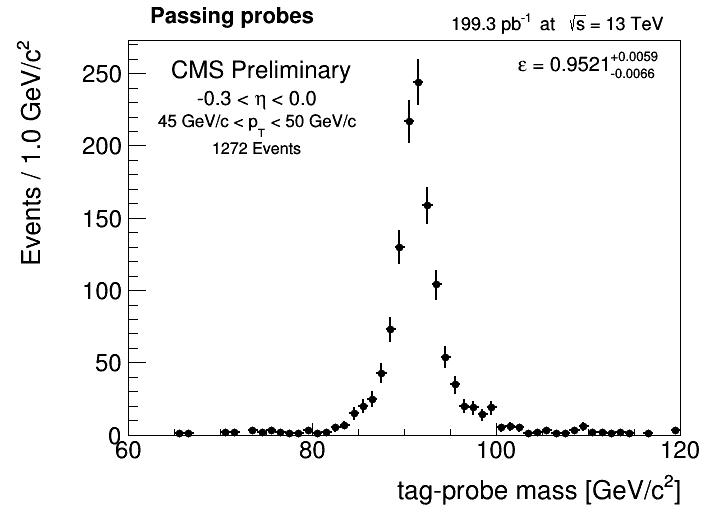 Passing probes
199.3 pb⁻¹ at √s = 13 TeV
CMS Preliminary
ε = 0.9521 +0.0059 -0.0066
-0.3 < η < 0.0
45 GeV/c < p_T < 50 GeV/c
1272 Events
Events / 1.0 GeV/c²
250
200
150
100
50
0
60 80 100 120
tag-probe mass [GeV/c²]